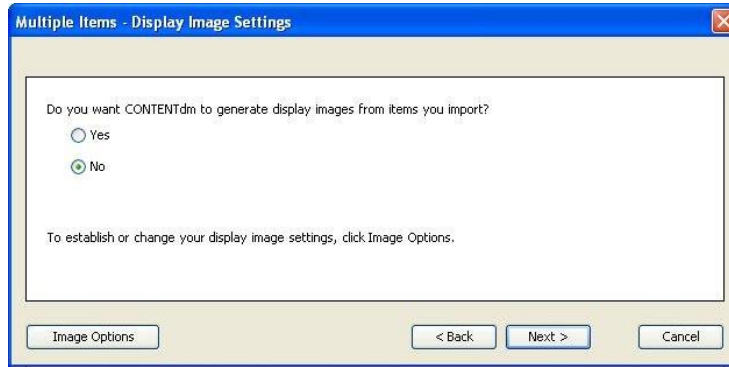 Multiple Items - Display Image Settings
Do you want CONTENTdm to generate display images from items you import?
Yes
No
To establish or change your display image settings, click Image Options.
Image Options
< Back
Next >
Cancel